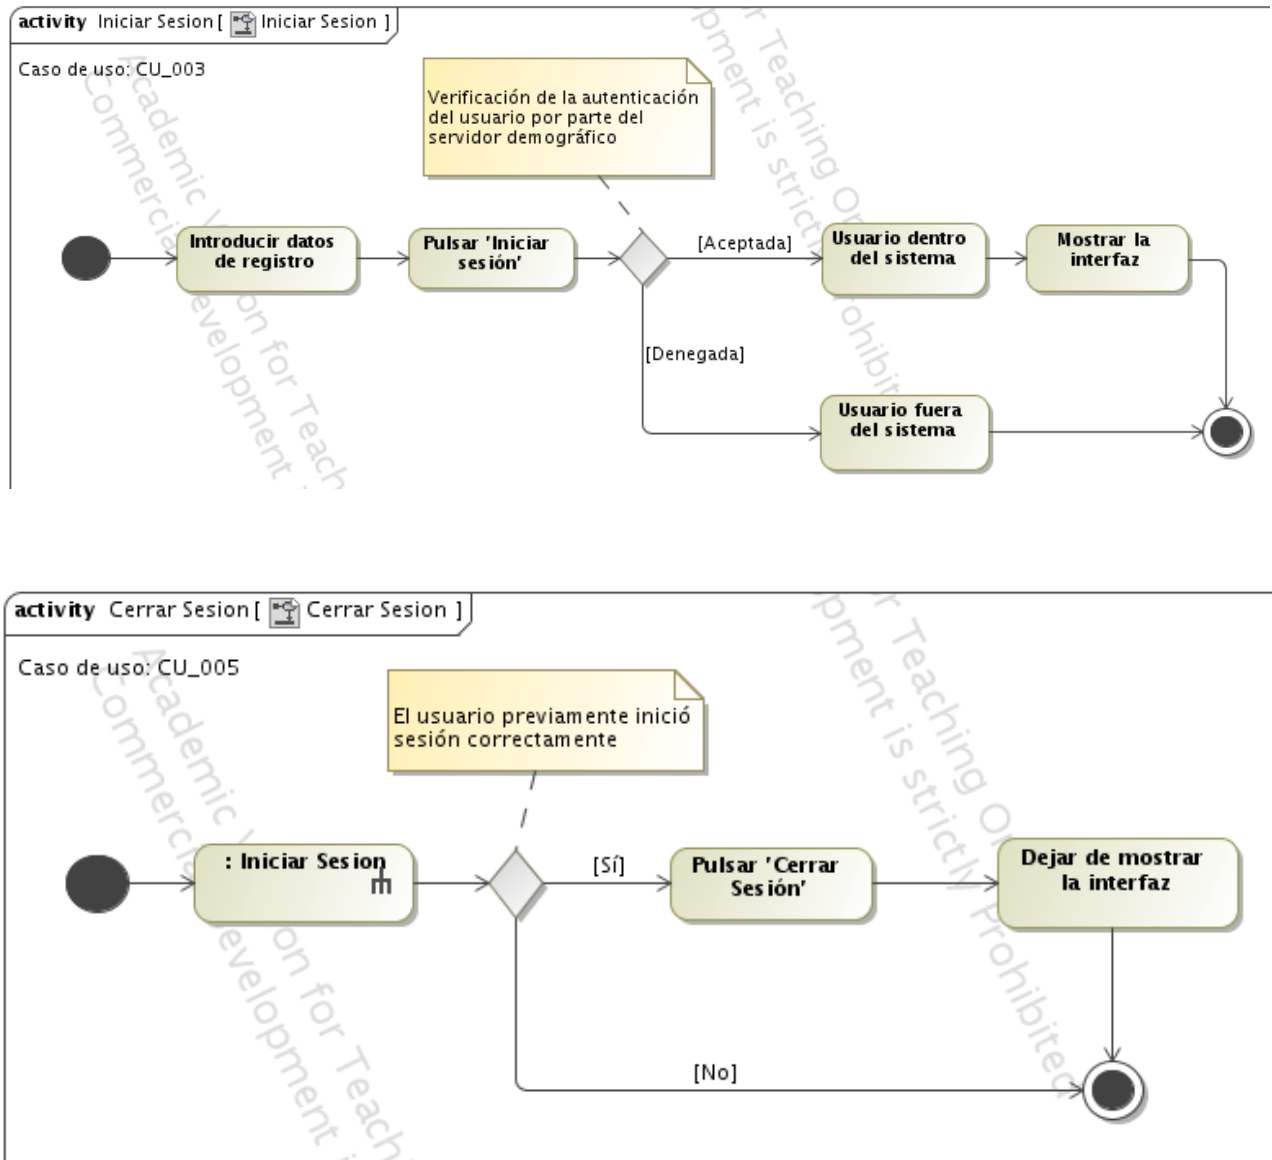 activity Iniciar Sesion [ Iniciar Sesion ]
Caso de uso: CU_003
Verificación de la autenticación
del usuario por parte del
servidor demográfico
Introducir datos
de registro
Pulsar 'Iniciar
sesión'
[Aceptada]
Usuario dentro
del sistema
Mostrar la
interfaz
[Denegada]
Usuario fuera
del sistema
activity Cerrar Sesion [ Cerrar Sesion ]
Caso de uso: CU_005
El usuario previamente inició
sesión correctamente
: Iniciar Sesion
[Sí]
Pulsar 'Cerrar
Sesión'
Dejar de mostrar
la interfaz
[No]